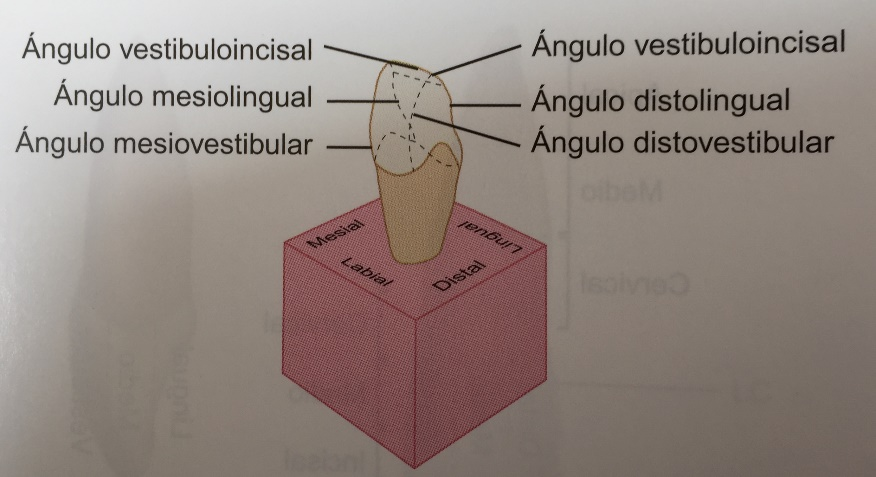 Ángulo vestibuloincisal
Ángulo mesiolingual
Ángulo mesiovestibular
Ángulo vestibuloincisal
Ángulo distolingual
Ángulo distovestibular
Mesial
Lingual
Labial
Distal
Medio
Cervical
Incisal